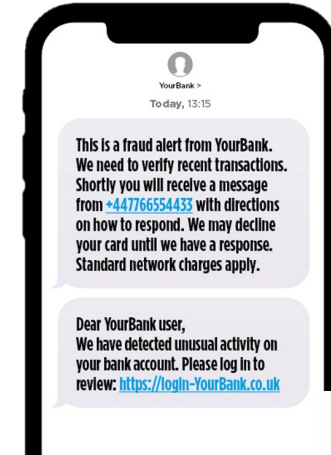 YourBank >
Today, 13:15
This is a fraud alert from YourBank.
We need to verify recent transactions.
Shortly you will receive a message
from +447766554433 with directions
on how to respond. We may decline
your card until we have a response.
Standard network charges apply.
Dear YourBank user,
We have detected unusual activity on
your bank account. Please log in to
review: https://login-YourBank.co.uk